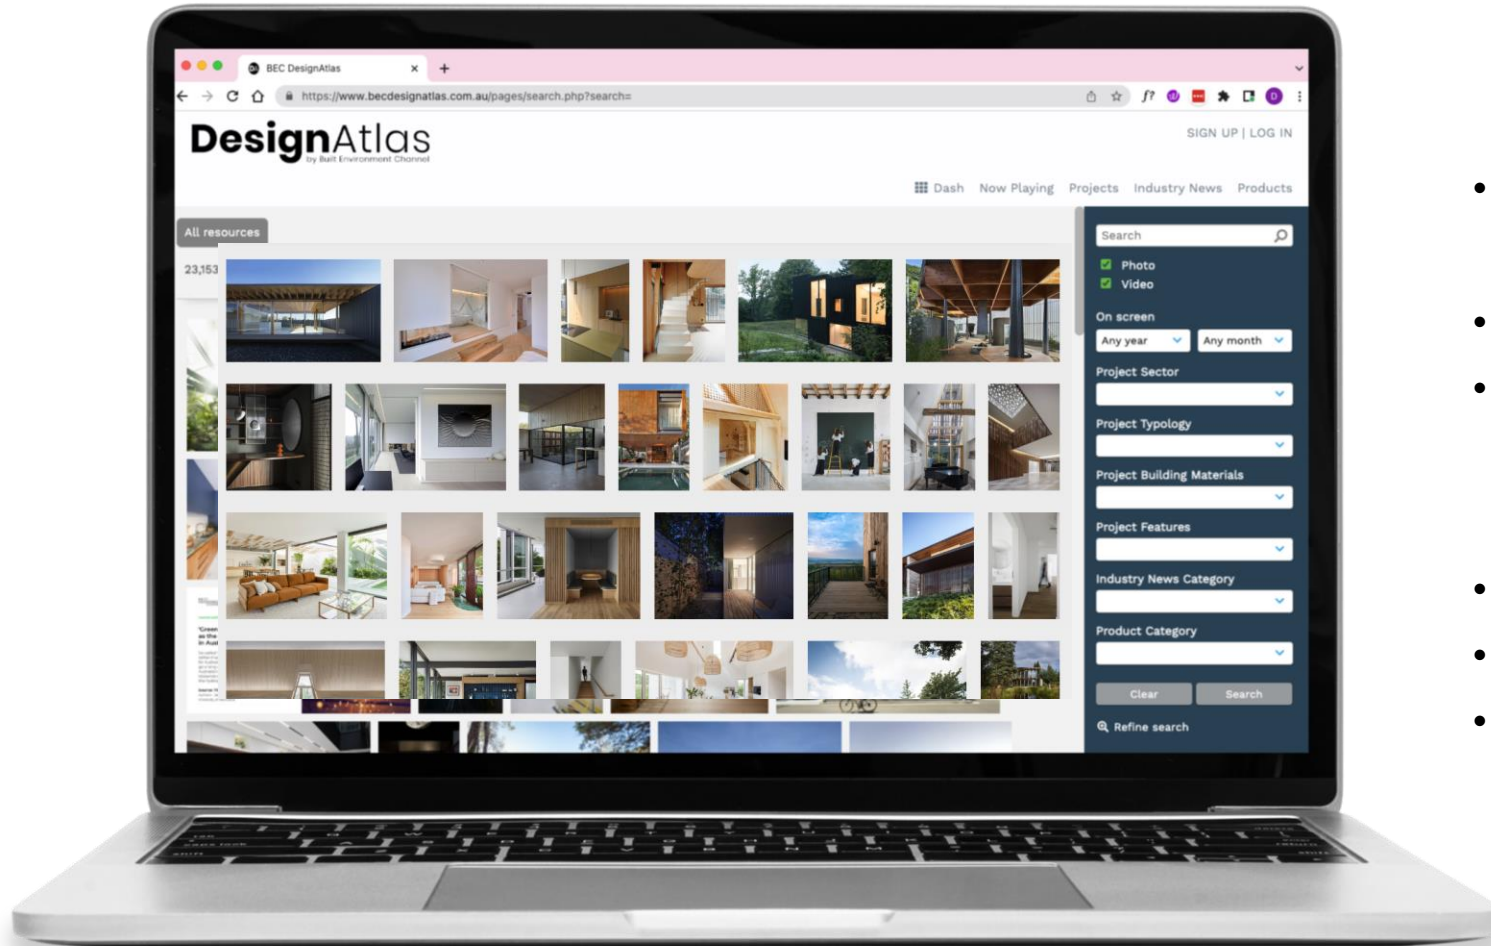 BEC DesignAtlas
https://www.becdesignatlas.com.au/pages/search.php?search=
DesignAtlas
by Built Environment Channel
SIGN UP | LOG IN
Dash Now Playing Projects Industry News Products
All resources
23,153
Search
Photo
Video
On screen
Any year Any month
Project Sector
Project Typology
Project Building Materials
Project Features
Industry News Category
Product Category
Clear Search
Refine search